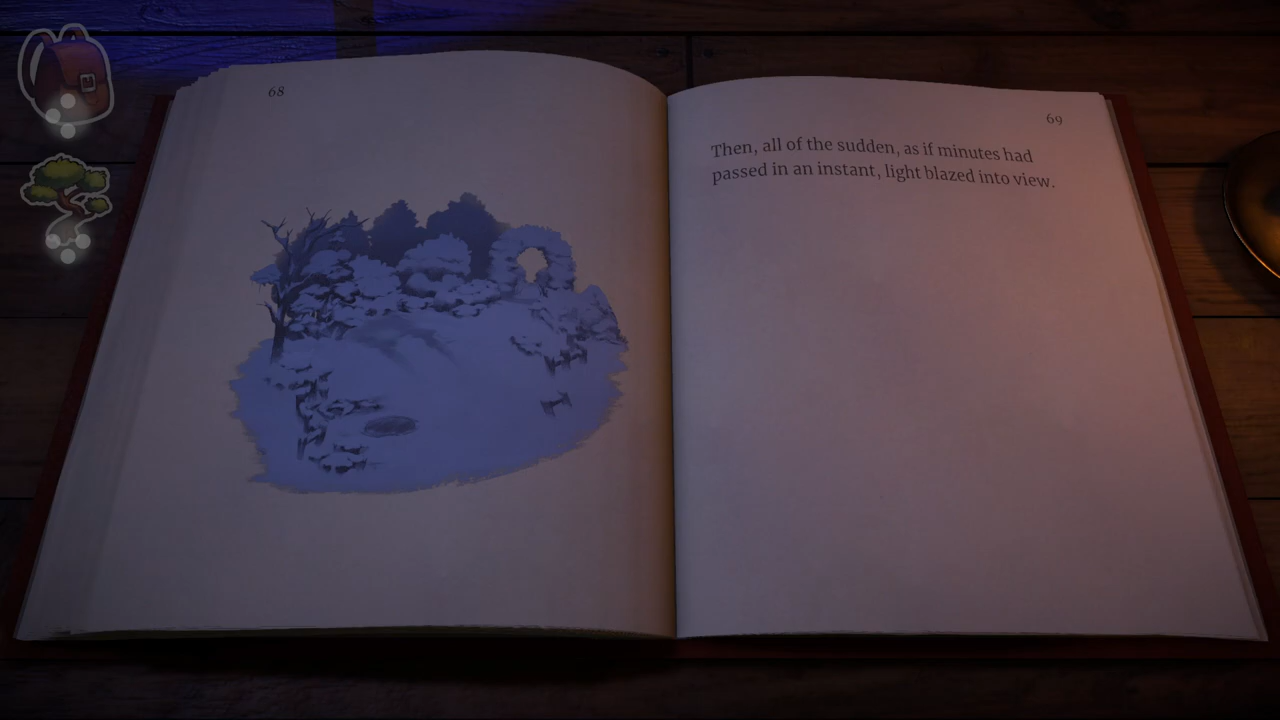 68
69
Then, all of the sudden, as if minutes had
passed in an instant, light blazed into view.